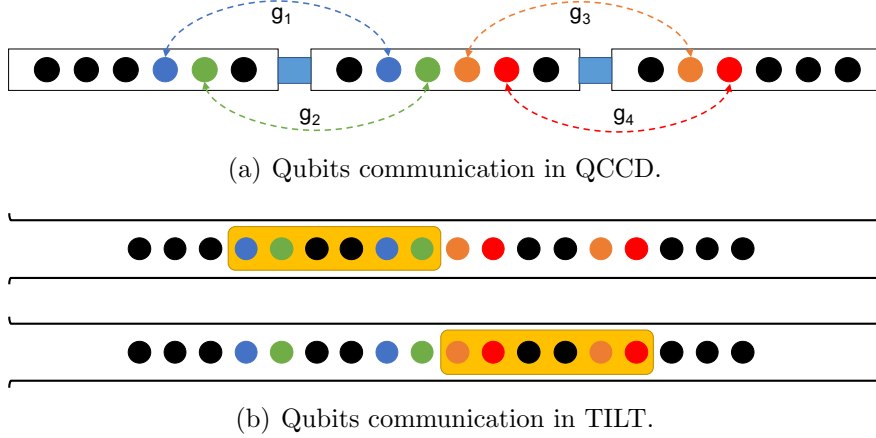 g1
g3
g2
g4
(a) Qubits communication in QCCD.
(b) Qubits communication in TILT.